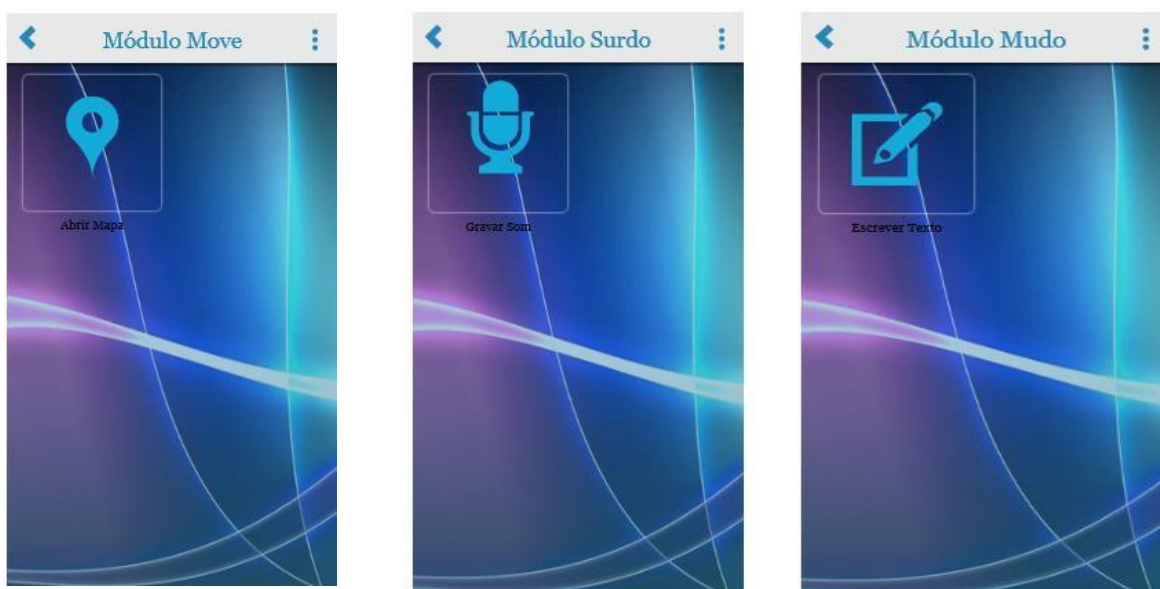 Módulo Move
Abrir Mapa
Módulo Surdo
Gravar Som
Módulo Mudo
Escrever Texto